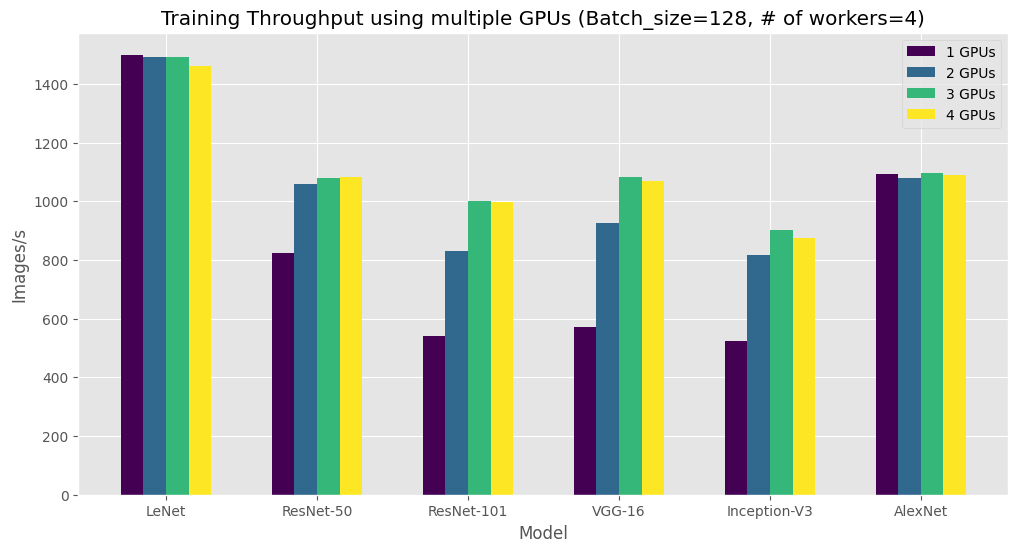 Training Throughput using multiple GPUs (Batch_size=128, # of workers=4)
1 GPUs
2 GPUs
3 GPUs
4 GPUs
Images/s
1400
1200
1000
800
600
400
200
0
LeNet
ResNet-50
ResNet-101
VGG-16
Inception-V3
AlexNet
Model